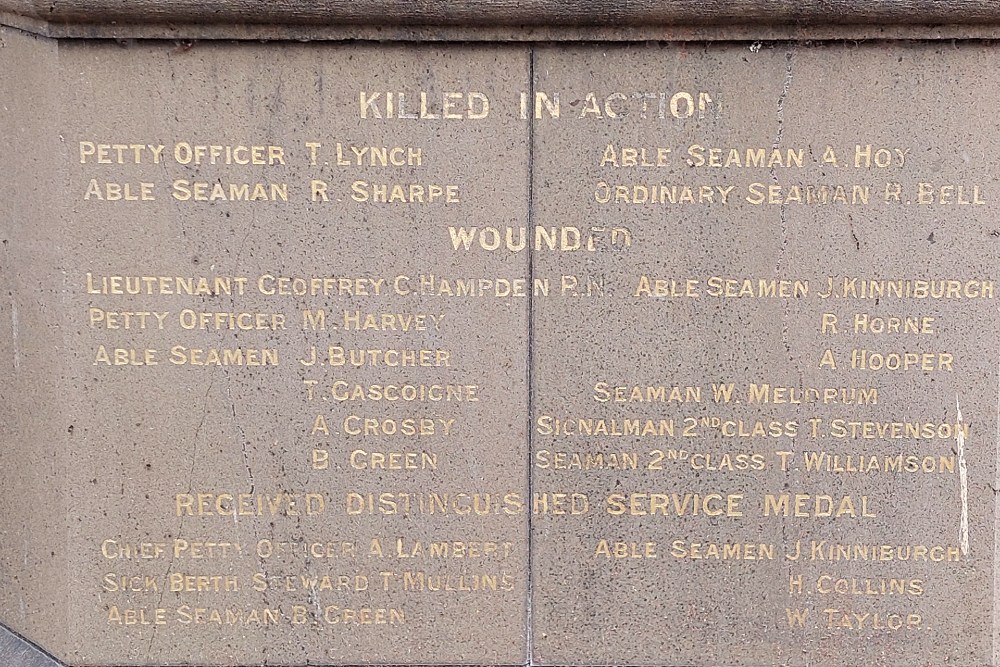 KILLED IN ACTION
PETTY OFFICER T. LYNCH
ABLE SEAMAN R. SHARPE
ABLE SEAMAN A. HOY
ORDINARY SEAMAN R. BELL
WOUNDED
LIEUTENANT GEOFFREY C. HAMPDEN R.N.
PETTY OFFICER M. HARVEY
ABLE SEAMEN J. BUTCHER
T. GASCOIGNE
A. CROSBY
B. GREEN
ABLE SEAMEN J. KINNIBURGH
R. HORNE
A. HOOPER
SEAMAN W. MELDRUM
SIGNALMAN 2ND CLASS T. STEVENSON
SEAMAN 2ND CLASS T. WILLIAMSON
RECEIVED DISTINGUISHED SERVICE MEDAL
CHIEF PETTY OFFICER A. LAMBERT
SICK BERTH STEWARD T. MULLINS
ABLE SEAMAN B. GREEN
ABLE SEAMEN J. KINNIBURGH
H. COLLINS
W. TAYLOR.